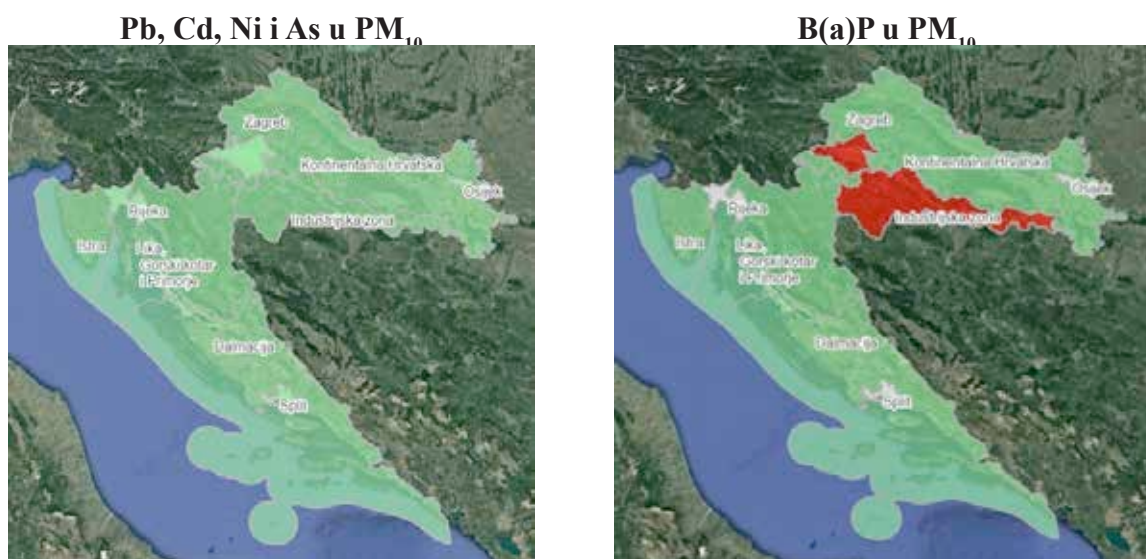 Pb, Cd, Ni i As u PM₁₀
B(a)P u PM₁₀
Zagreb
Kontinentalna Hrvatska
Osijek
Rijeka
Industrijska zona
Istra
Lika,
Gorski kotar
i Primorje
Dalmacija
Split
Zagreb
Kontinentalna Hrvatska
Osijek
Rijeka
Industrijska zona
Istra
Lika,
Gorski kotar
i Primorje
Dalmacija
Split